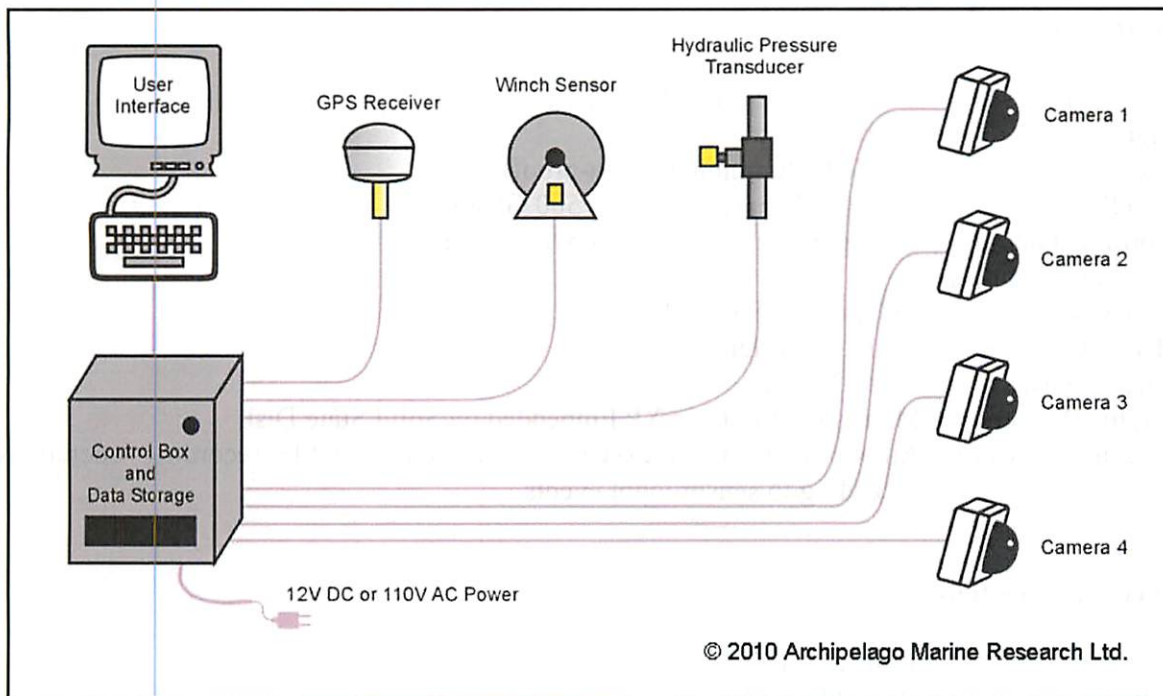 User
Interface
GPS Receiver
Winch Sensor
Hydraulic Pressure
Transducer
Camera 1
Camera 2
Camera 3
Camera 4
Control Box
and
Data Storage
12V DC or 110V AC Power
© 2010 Archipelago Marine Research Ltd.